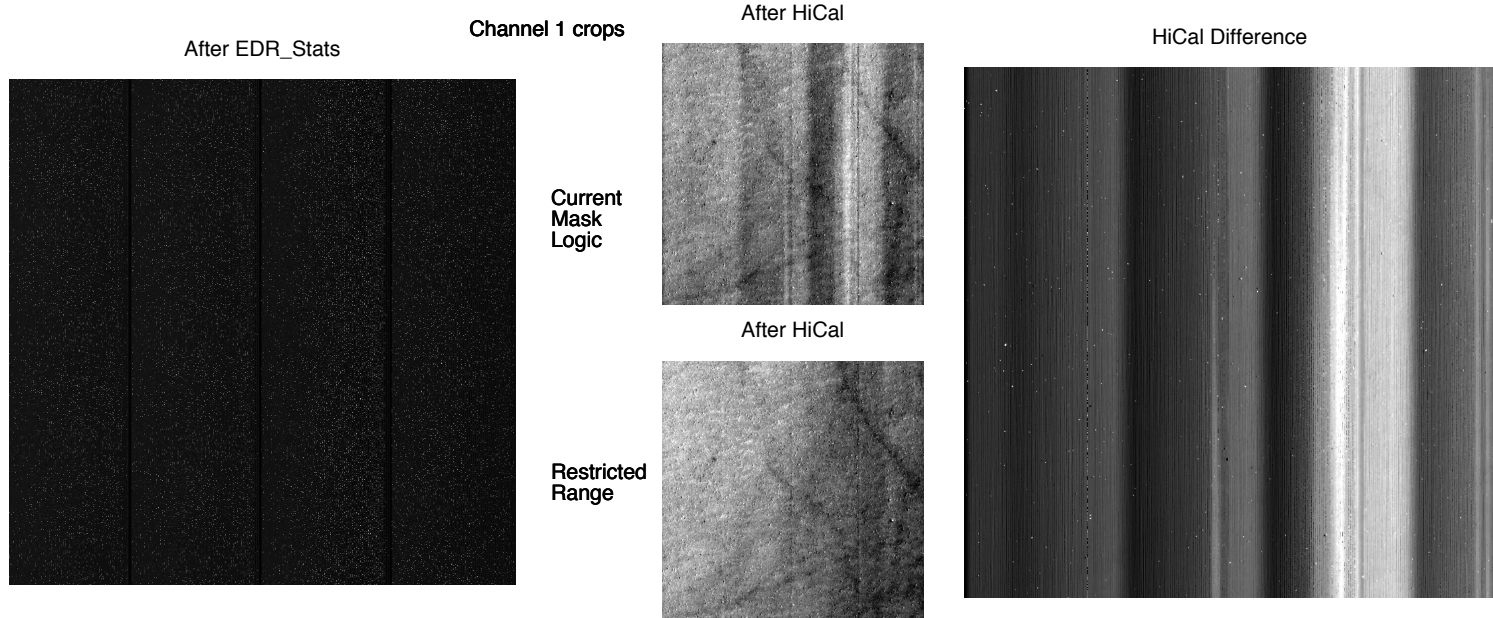 Channel 1 crops
After HiCal
After EDR_Stats
HiCal Difference
Current
Mask
Logic
After HiCal
Restricted
Range